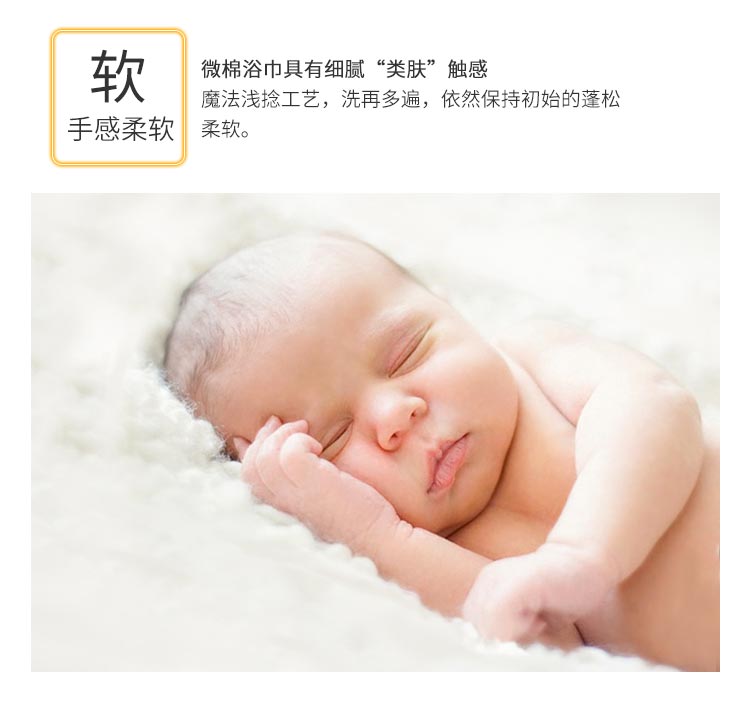 软
手感柔软
微棉浴巾具有细腻“类肤”触感
魔法浅捻工艺，洗再多遍，依然保持初始的蓬松
柔软。